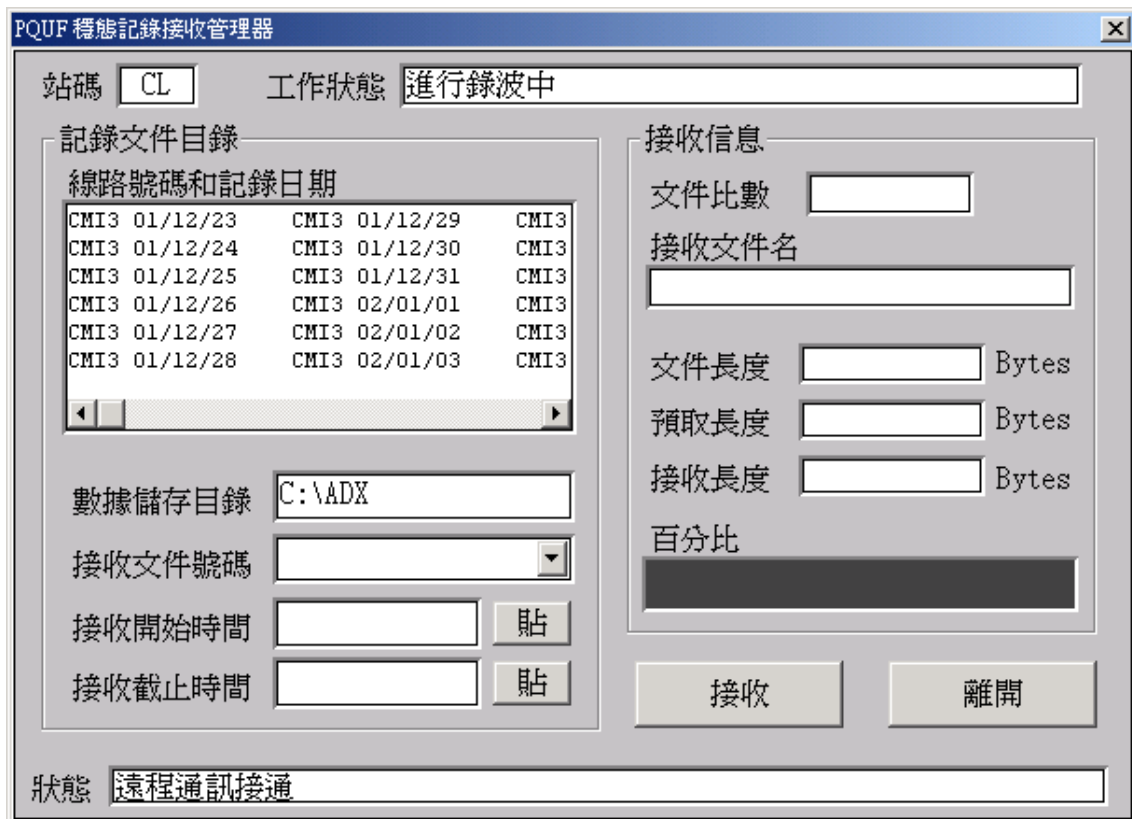 PQUF 穩態記錄接收管理器
站碼 CL 工作狀態 進行錄波中
記錄文件目錄
線路號碼和記錄日期
CMI3 01/12/23 CMI3 01/12/29 CMI3
CMI3 01/12/24 CMI3 01/12/30 CMI3
CMI3 01/12/25 CMI3 01/12/31 CMI3
CMI3 01/12/26 CMI3 02/01/01 CMI3
CMI3 01/12/27 CMI3 02/01/02 CMI3
CMI3 01/12/28 CMI3 02/01/03 CMI3
數據儲存目錄 C:\ADX
接收文件號碼
接收開始時間 貼
接收截止時間 貼
接收信息
文件比數
接收文件名
文件長度 Bytes
預取長度 Bytes
接收長度 Bytes
百分比
接收 離開
狀態 遠程通訊接通